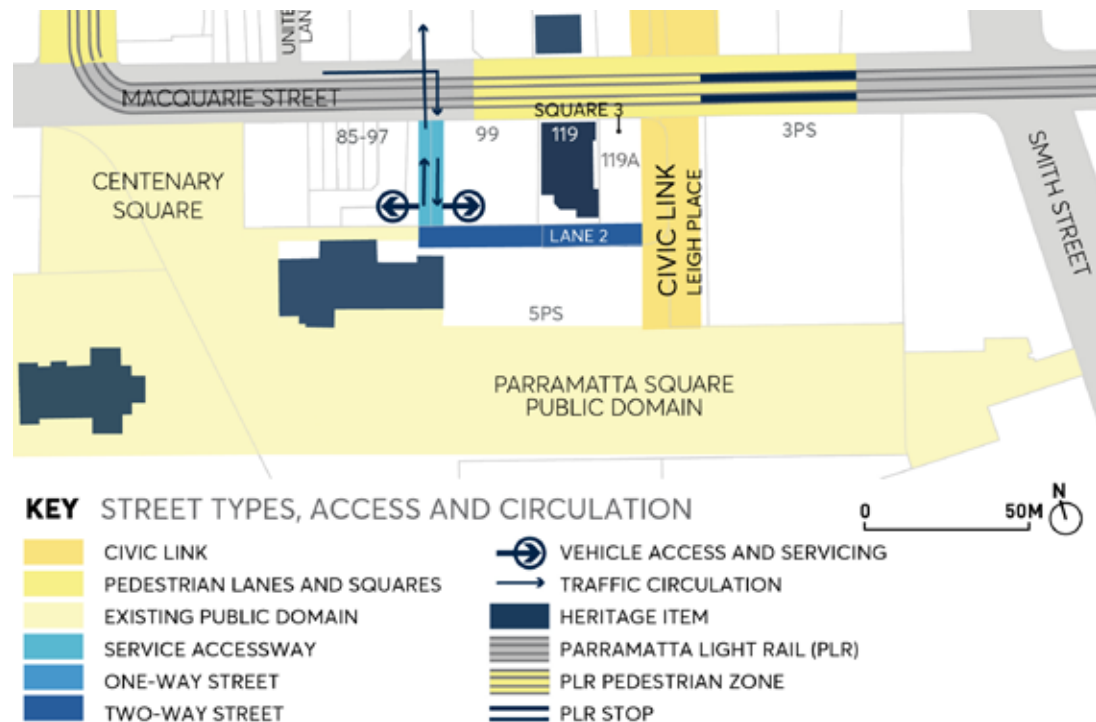 UNITE
LANE
MACQUARIE STREET
SQUARE 3
85-97
99
119
119A
3PS
CENTENARY
SQUARE
CIVIC LINK
LEIGH PLACE
SMITH STREET
LANE 2
5PS
PARRAMATTA SQUARE
PUBLIC DOMAIN
KEY STREET TYPES, ACCESS AND CIRCULATION
0 50M N
CIVIC LINK
PEDESTRIAN LANES AND SQUARES
EXISTING PUBLIC DOMAIN
SERVICE ACCESSWAY
ONE-WAY STREET
TWO-WAY STREET
VEHICLE ACCESS AND SERVICING
TRAFFIC CIRCULATION
HERITAGE ITEM
PARRAMATTA LIGHT RAIL (PLR)
PLR PEDESTRIAN ZONE
PLR STOP